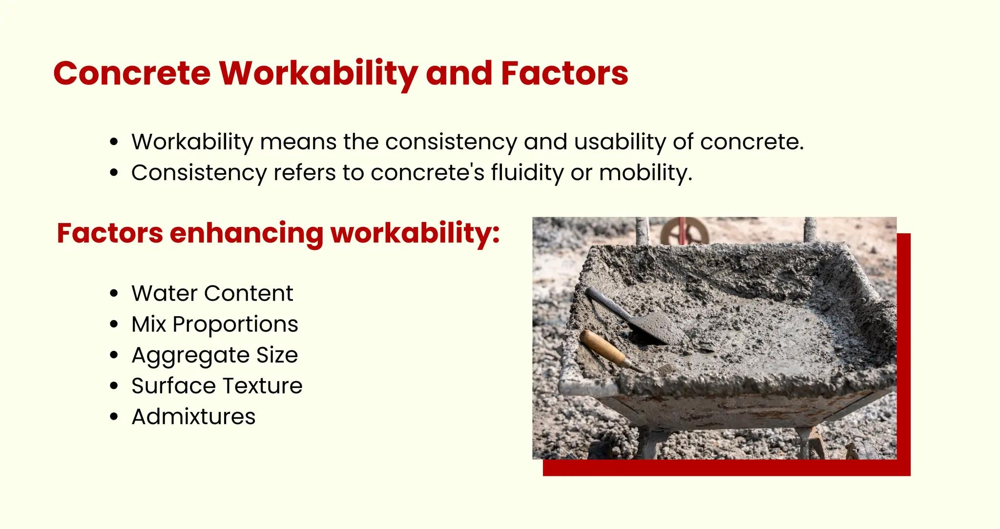 Concrete Workability and Factors
• Workability means the consistency and usability of concrete.
• Consistency refers to concrete's fluidity or mobility.
Factors enhancing workability:
• Water Content
• Mix Proportions
• Aggregate Size
• Surface Texture
• Admixtures